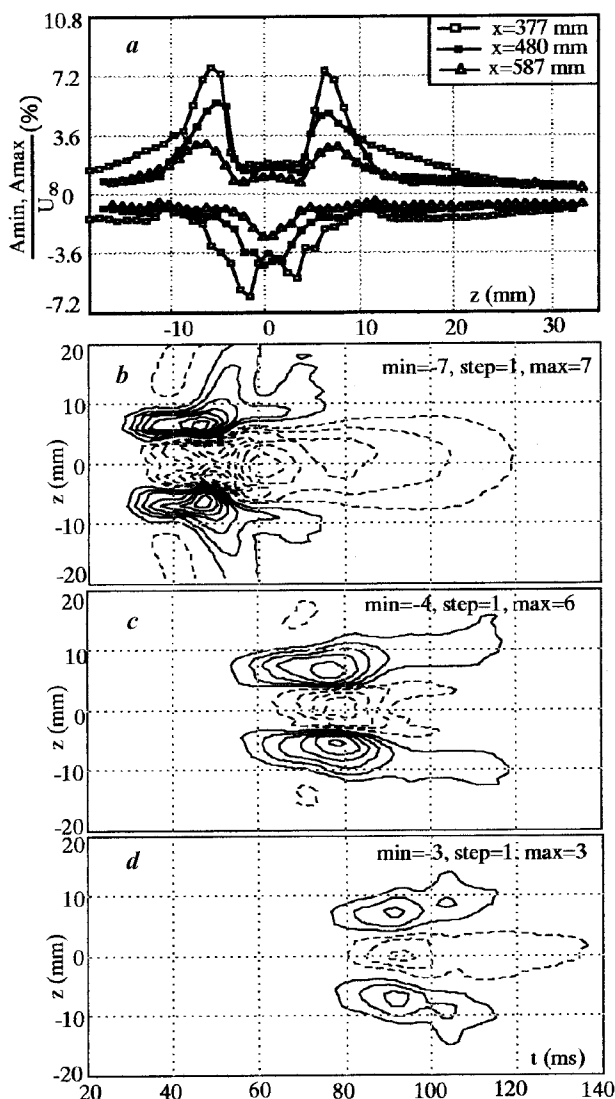 a
x=377 mm
x=480 mm
x=587 mm
10.8
7.2
3.6
0
-3.6
-7.2
Amin, Amax
U∞
(%)
-10 0 10 20 30
z (mm)
b
min=-7, step=1, max=7
20
10
0
-10
-20
z (mm)
c
min=-4, step=1, max=6
20
10
0
-10
-20
z (mm)
d
min=-3, step=1, max=3
20
10
0
-10
-20
z (mm)
t (ms)
20 40 60 80 100 120 140